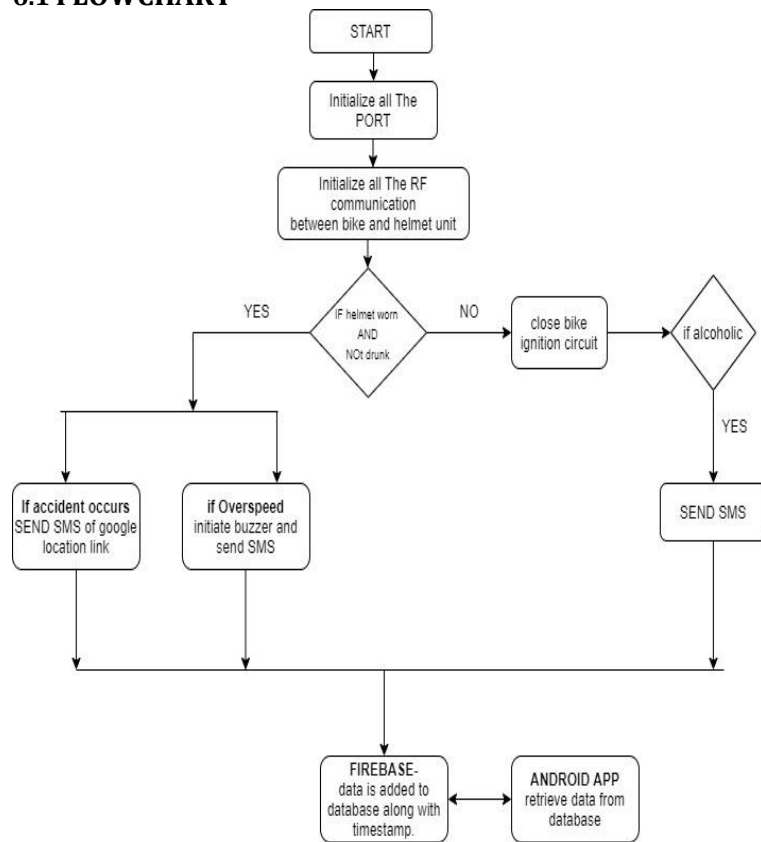 START
Initialize all The
PORT
Initialize all The RF
communication
between bike and helmet unit
YES
IF helmet worn
AND
NOt drunk
NO
close bike
ignition circuit
if alcoholic
YES
If accident occurs
SEND SMS of google
location link
if Overspeed
initiate buzzer and
send SMS
SEND SMS
FIREBASE-
data is added to
database along with
timestamp.
ANDROID APP
retrieve data from
database